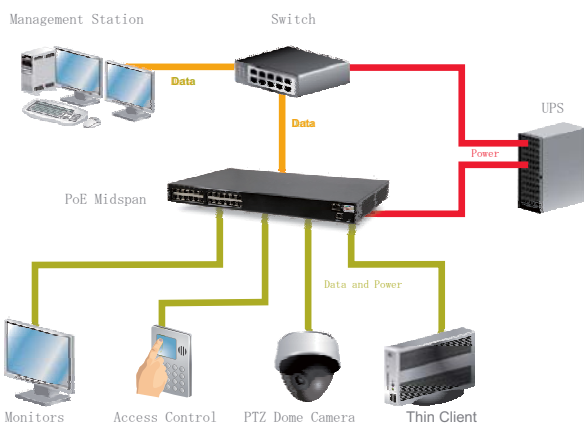 Management Station
Switch
Data
UPS
Data
Power
PoE Midspan
Data and Power
Monitors
Access Control
PTZ Dome Camera
Thin Client